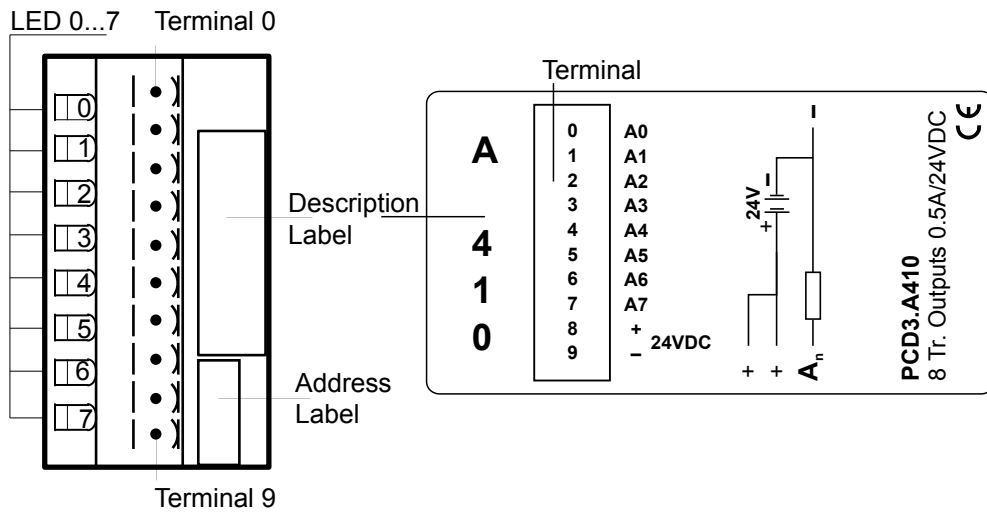 LED 0...7 Terminal 0
0
1
2
3
4
5
6
7
Description
Label
Address
Label
Terminal 9
Terminal
A
4
1
0
0 A0
1 A1
2 A2
3 A3
4 A4
5 A5
6 A6
7 A7
8 +
9 –
24VDC
24V
–
+
–
+ + An
PCD3.A410
8 Tr. Outputs 0.5A/24VDC
CE